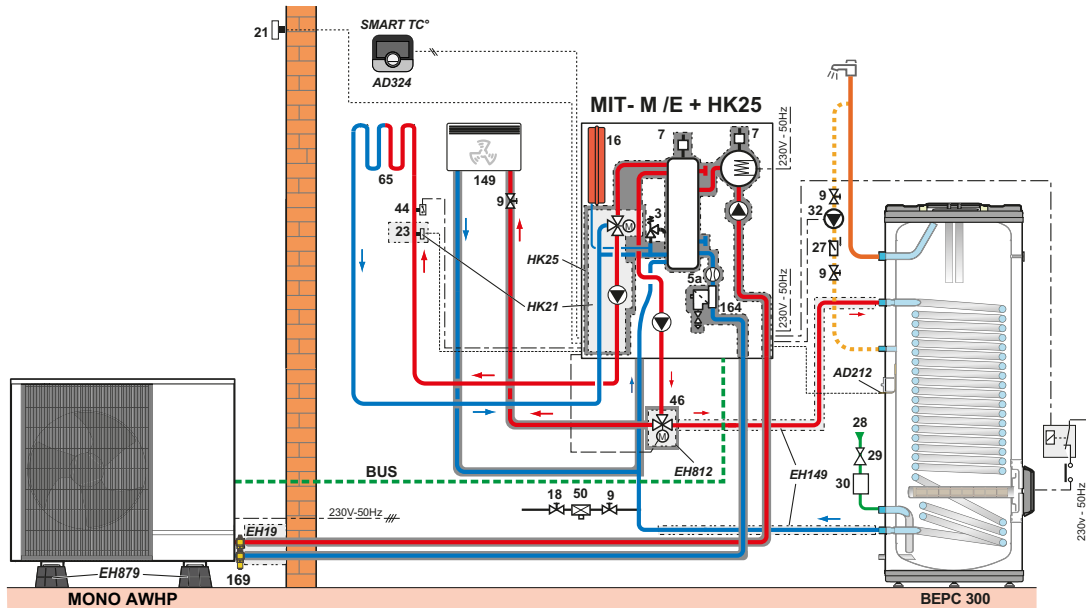 SMART TC°
21
AD324
MIT- M /E + HK25
16
7
7
230V - 50Hz
65
149
9
9
44
3
32
23
M
27
HK25
9
5a
HK21
164
230V - 50Hz
AD212
46
28
M
29
EH812
BUS
EH149
30
18
50
9
230V-50Hz
230v - 50Hz
EH19
EH879
169
MONO AWHP
BEPC 300